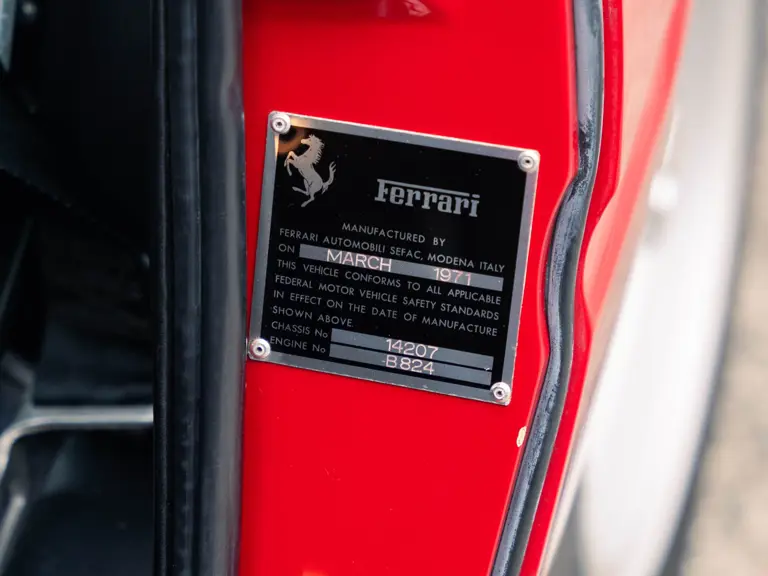 Ferrari
MANUFACTURED BY
FERRARI AUTOMOBILI SEFAC, MODENA ITALY
ON MARCH 1971
THIS VEHICLE CONFORMS TO ALL APPLICABLE
FEDERAL MOTOR VEHICLE SAFETY STANDARDS
IN EFFECT ON THE DATE OF MANUFACTURE
SHOWN ABOVE.
CHASSIS No 14207
ENGINE No B824